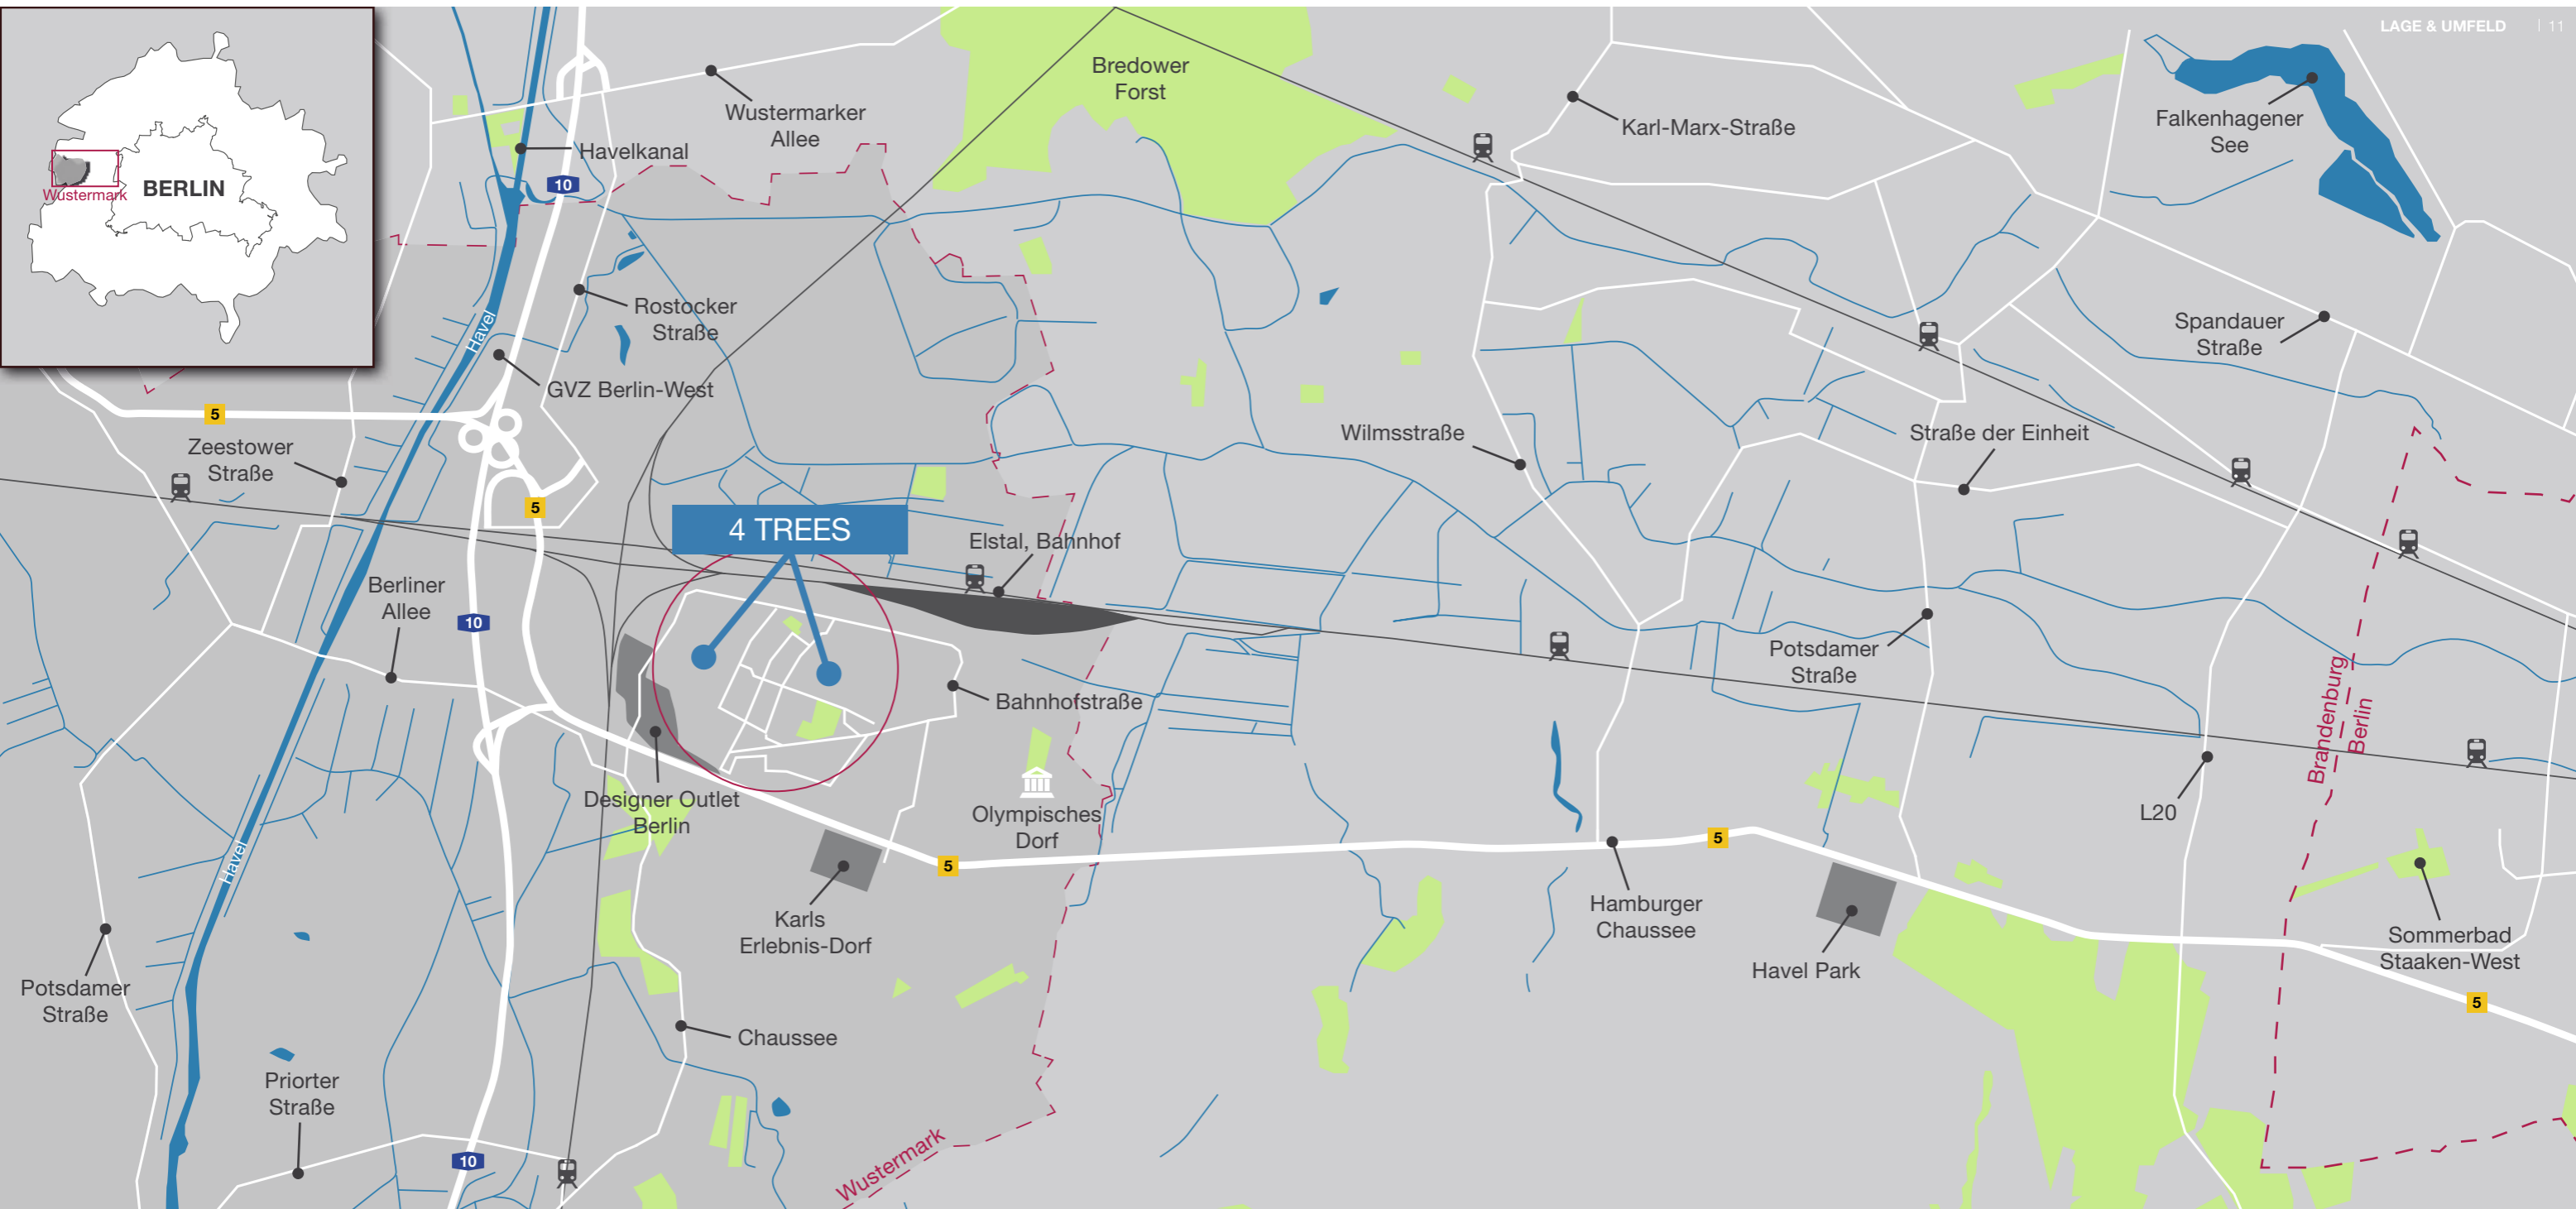 LAGE & UMFELD | 11
BERLIN
Wustermark
Bredower
Forst
Wustermarker
Allee
Havelkanal
10
Karl-Marx-Straße
Falkenhagener
See
Rostocker
Straße
Havel
GVZ Berlin-West
Spandauer
Straße
5
Zeestower
Straße
5
Wilmsstraße
Straße der Einheit
4 TREES
Elstal, Bahnhof
Berliner
Allee
10
Potsdamer
Straße
Bahnhofstraße
Brandenburg
Berlin
Designer Outlet
Berlin
Olympisches
Dorf
L20
Havel
5
5
Karls
Erlebnis-Dorf
Hamburger
Chaussee
Havel Park
Sommerbad
Staaken-West
5
Potsdamer
Straße
Chaussee
Priorter
Straße
10
Wustermark